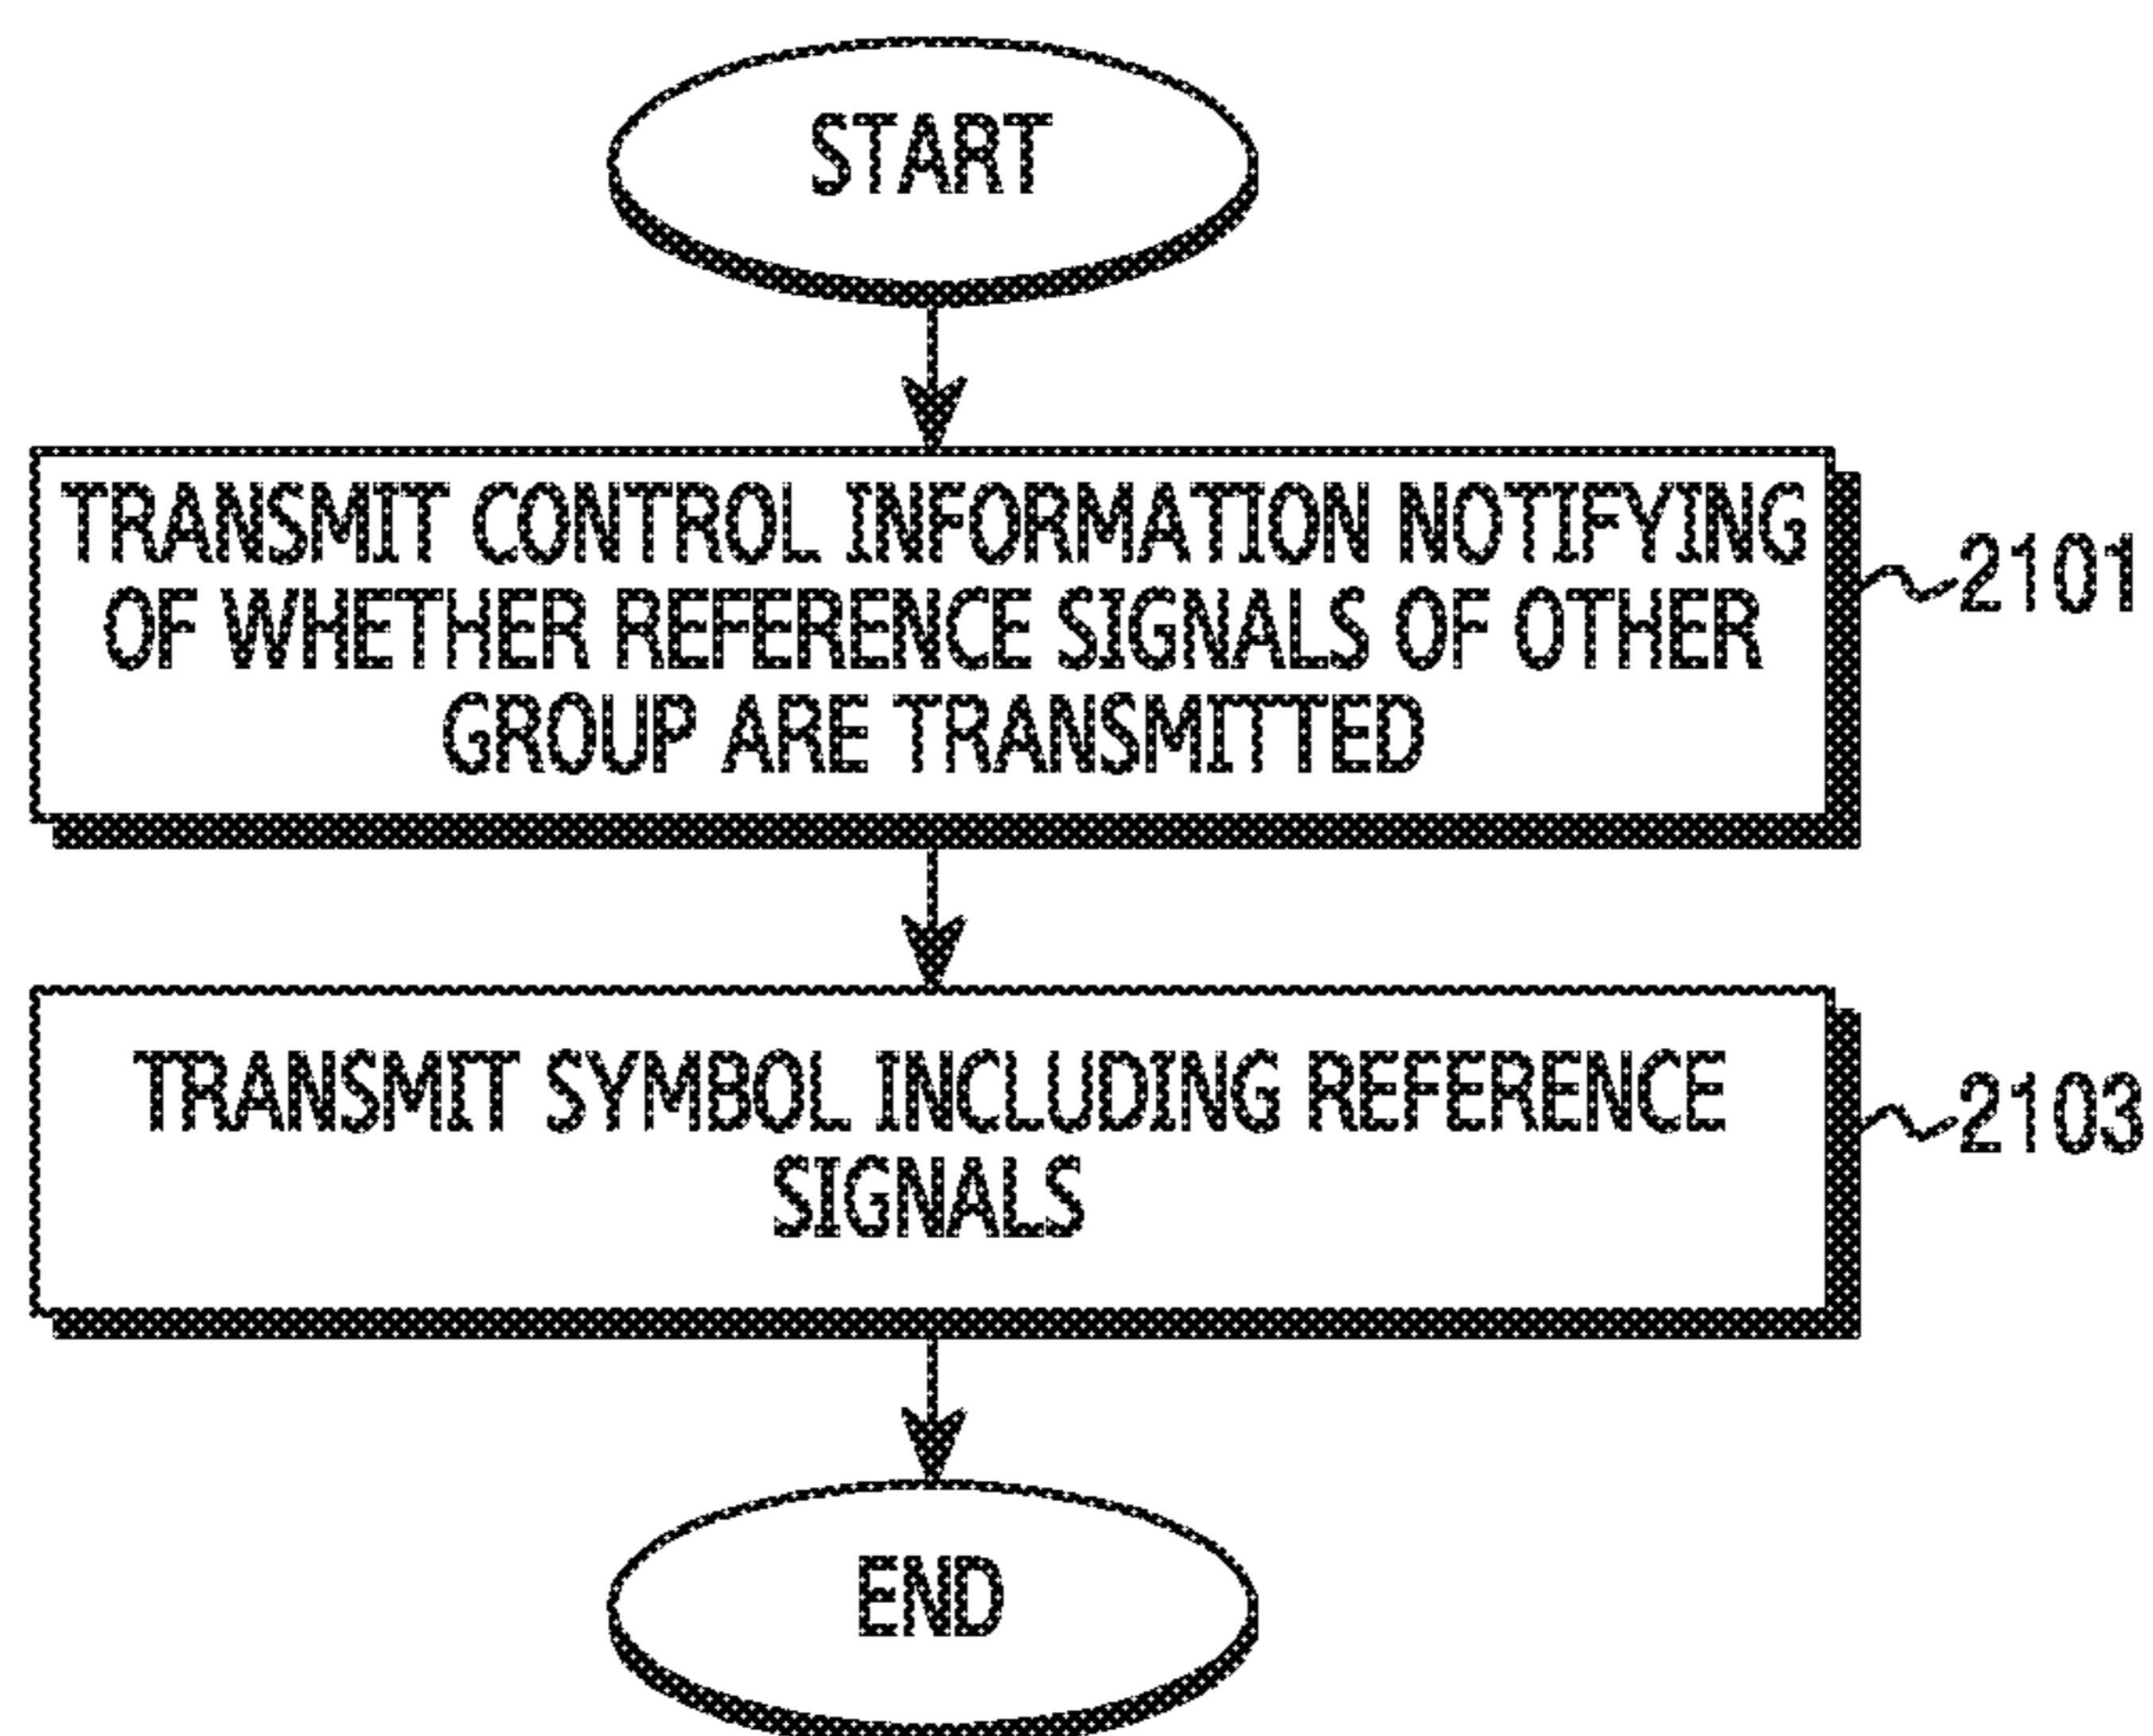 START
TRANSMIT CONTROL INFORMATION NOTIFYING
OF WHETHER REFERENCE SIGNALS OF OTHER
GROUP ARE TRANSMITTED
2101
TRANSMIT SYMBOL INCLUDING REFERENCE
SIGNALS
2103
END